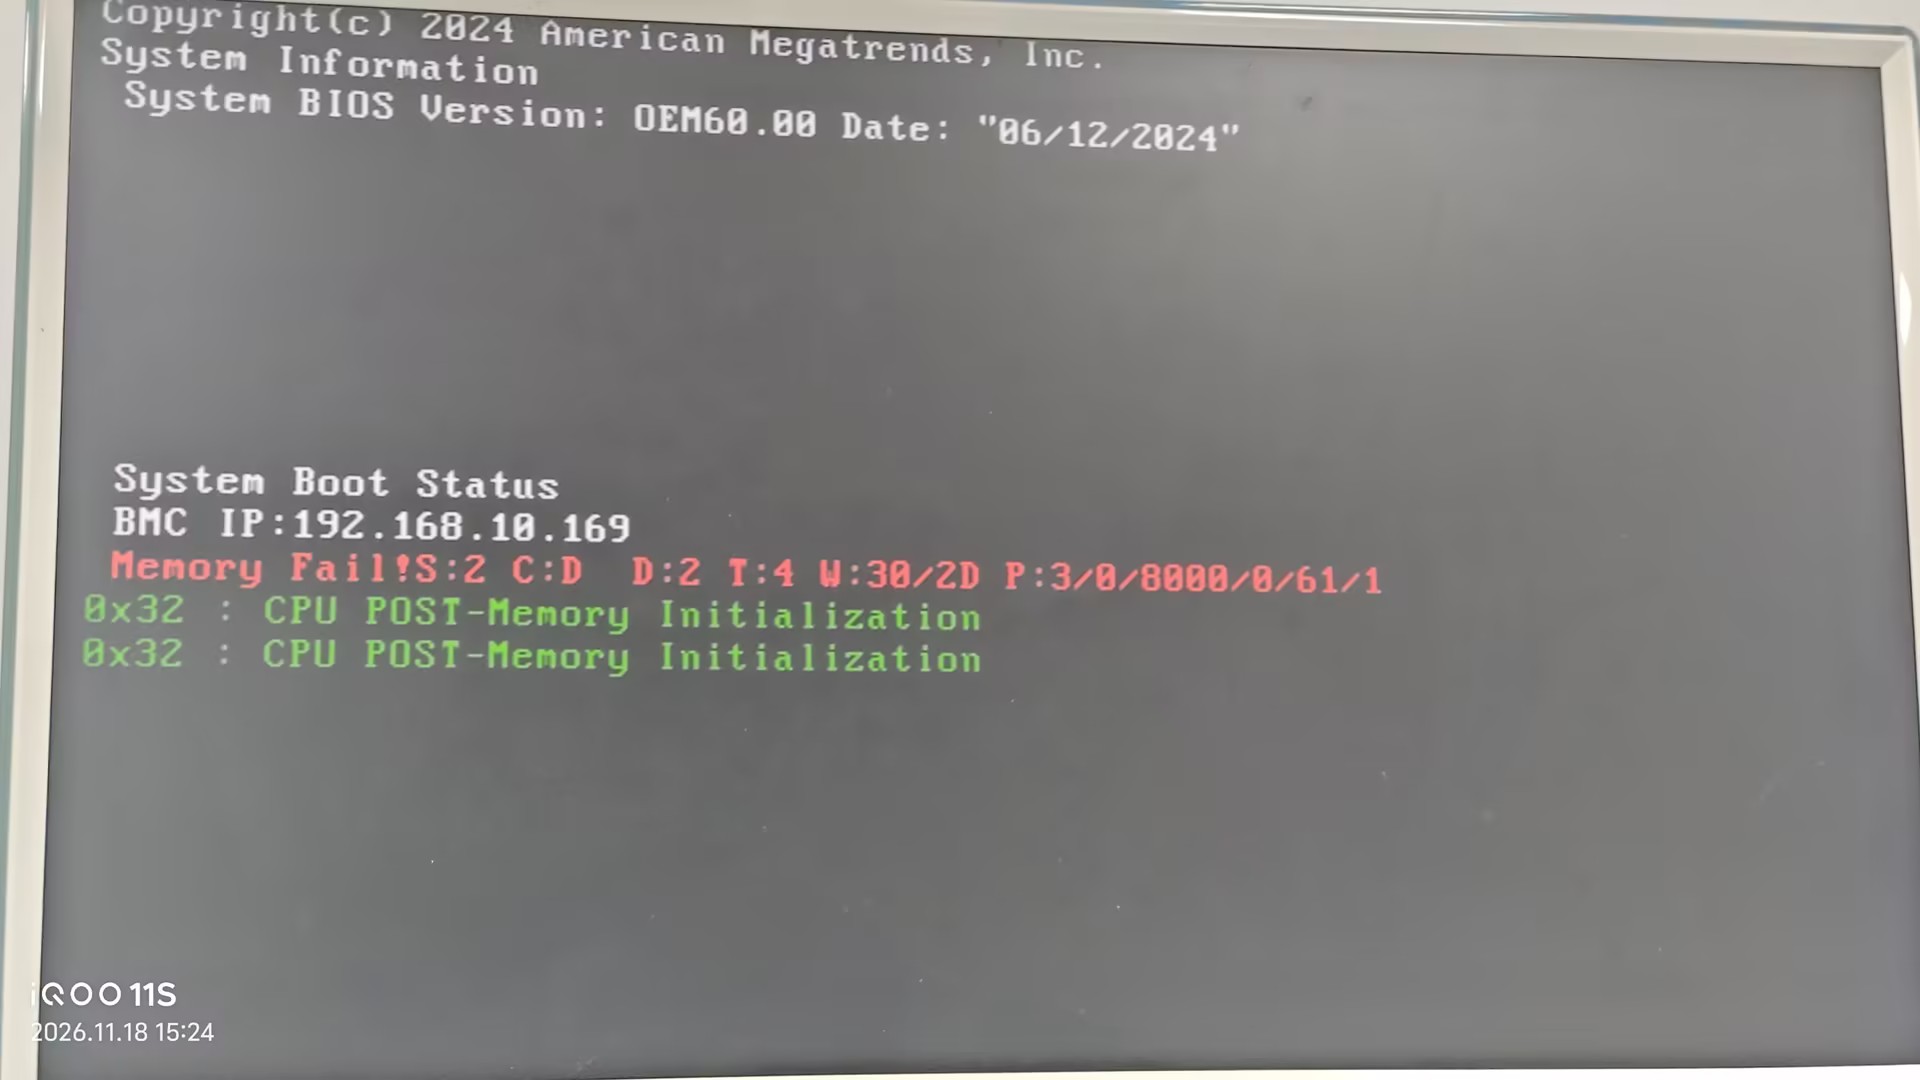 Copyright(c) 2024 American Megatrends, Inc.
System Information
System BIOS Version: OEM60.00 Date: "06/12/2024"
System Boot Status
BMC IP:192.168.10.169
Memory Fail!S:2 C:D D:2 T:4 W:30/2D P:3/0/8000/0/61/1
0x32 : CPU POST-Memory Initialization
0x32 : CPU POST-Memory Initialization
iQOO 11S
2026.11.18 15:24